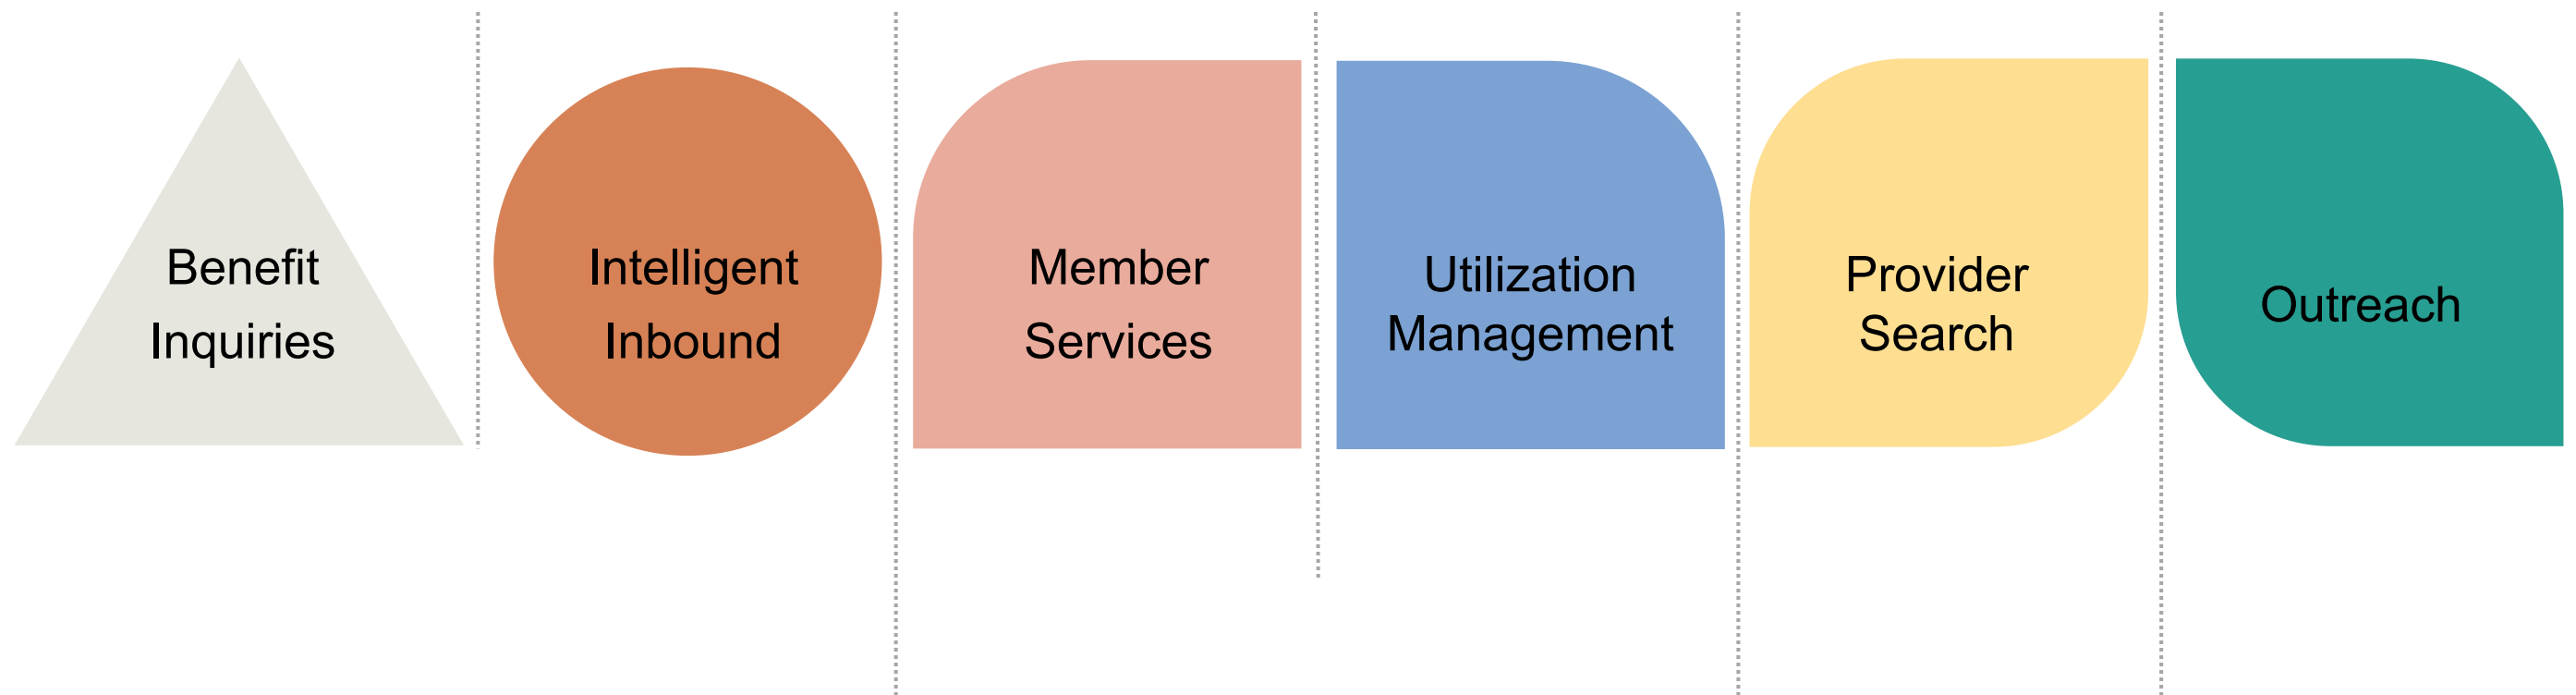 Benefit
Inquiries
Intelligent
Inbound
Member
Services
Utilization
Management
Provider
Search
Outreach